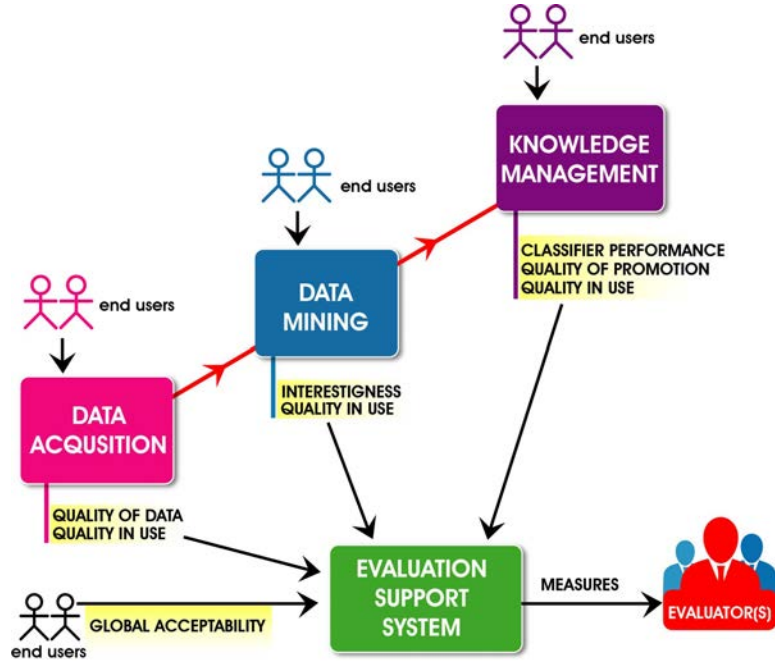 end users
KNOWLEDGE
MANAGEMENT
end users
CLASSIFIER PERFORMANCE
QUALITY OF PROMOTION
QUALITY IN USE
DATA
MINING
end users
INTERESTIGNESS
QUALITY IN USE
DATA
ACQUSITION
QUALITY OF DATA
QUALITY IN USE
EVALUATION
SUPPORT
SYSTEM
MEASURES
EVALUATOR(S)
GLOBAL ACCEPTABILITY
end users